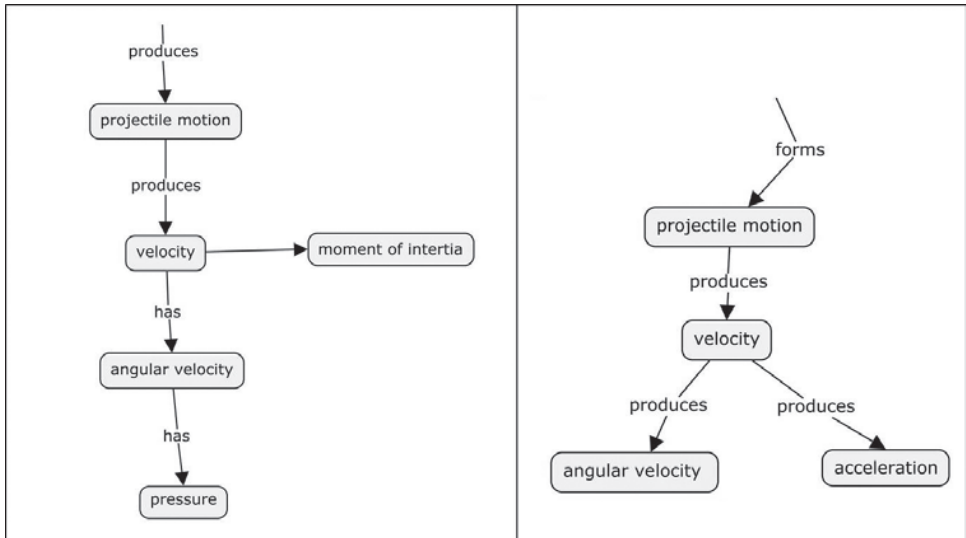 produces
projectile motion
produces
velocity
moment of intertia
has
angular velocity
has
pressure
forms
projectile motion
produces
velocity
produces
produces
angular velocity
acceleration